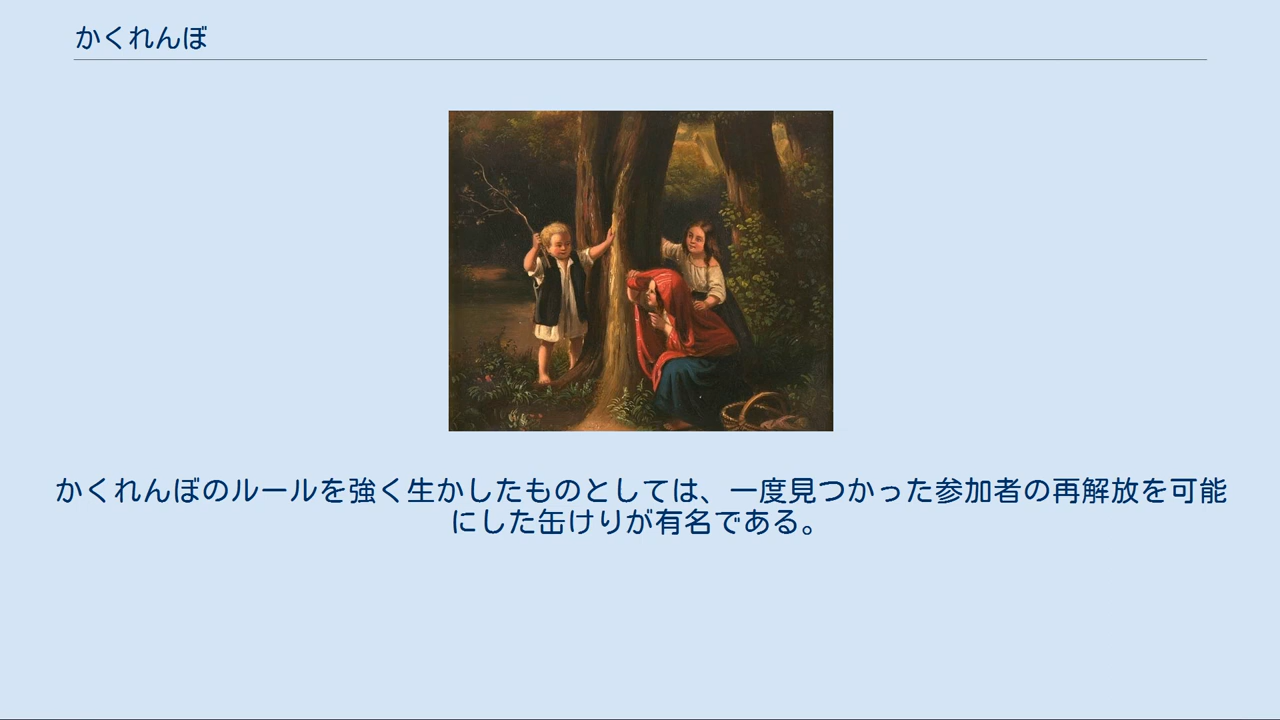 かくれんぼ
かくれんぼのルールを強く生かしたものとしては、一度見つかった参加者の再解放を可能
にした缶けりが有名である。